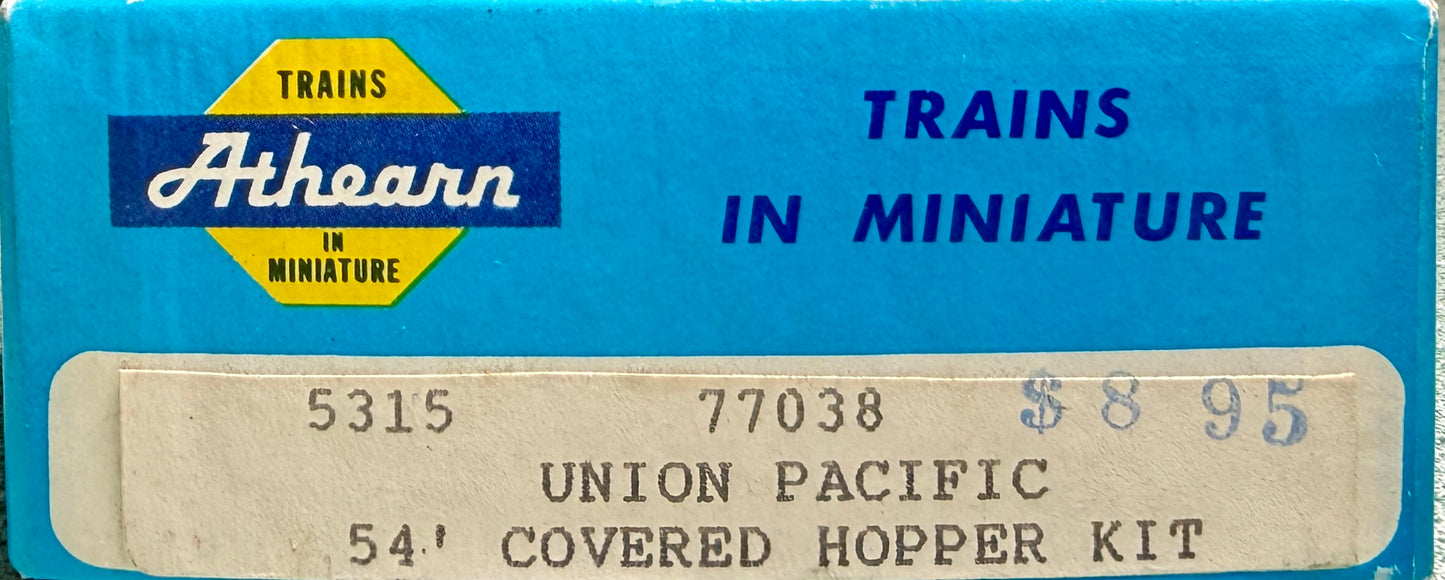 TRAINS
Athearn
IN
MINIATURE
TRAINS
IN MINIATURE
5315 77038 $8 95
UNION PACIFIC
54' COVERED HOPPER KIT